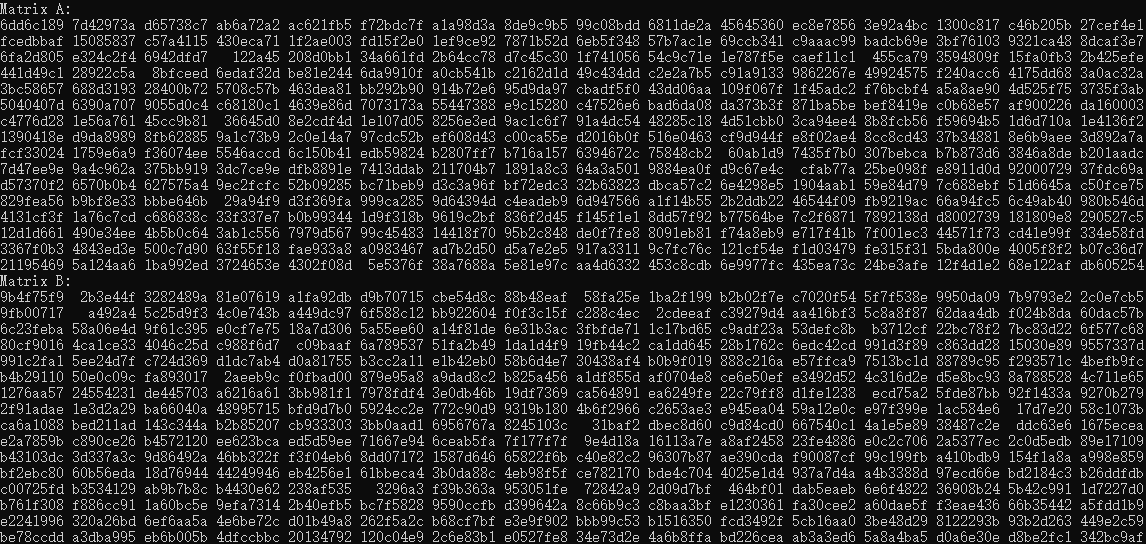 Matrix A:
6dd6c189 7d42973a d65738c7 ab6a72a2 ac621fb5 f72bdc7f a1a98d3a 8de9c9b5 99c08bdd 6811de2a 45645360 ec8e7856 3e92a4bc 1300c817 c46b205b 27cef4e1
fcedbbaf 15085837 c57a4115 430eca71 1f2ae003 fd15f2e0 1ef9ce92 7871b52d 6eb5f348 57b7ac1e 69ccb341 c9aaac99 badcb69e 3bf76103 9321ca48 8dcaf3e7
6fa2d805 e324c2f4 6942dfd7 122a45 208d0bb1 34a661fd 2b64cc78 d7c45c30 1f741056 54c9c71e 1e787f5e caef11c1 455ca79 3594809f 15fa0fb3 2b425efe
441d49c1 28922c5a 8bfceed 6edaf32d be81e244 6da9910f a0cb541b c2162d1d 49c434dd c2e2a7b5 c91a9133 9862267e 49924575 f240acc6 4175dd68 3a0ac32a
3bc58657 688d3193 28400b72 5708c57b 463dea81 bb292b90 914b72e6 95d9da97 cbadf5f0 43dd06aa 109f067f 1f45adc2 f76bcbf4 a5a8ae90 4d525f75 3735f3ab
5040407d 6390a707 9055d0c4 c68180c1 4639e86d 7073173a 55447388 e9c15280 c47526e6 bad6da08 da373b3f 871ba5be bef8419e c0b68e57 af900226 da160003
c4776d28 1e56a761 45cc9b81 36645d0 8e2cdf4d 1e107d05 8256e3ed 9ac1c6f7 91a4dc54 48285c18 4d51cbb0 3ca94ee4 8b8fcb56 f59694b5 1d6d710a 1e4136f2
1390418e d9da8989 8fb62885 9a1c73b9 2c0e14a7 97cdc52b ef608d43 c00ca55e d2016b0f 516e0463 cf9d944f e8f02ae4 8cc8cd43 37b34881 8e6b9aee 3d892a72
fcf33024 1759e6a9 f36074ee 5546accd 6c150b41 edb59824 b2807ff7 b716a157 6394672c 75848cb2 60ab1d9 7435f7b0 307bebca b7b873d6 3846a8de b201aadc
7d47ee9e 9a4c962a 375bb919 3dc7ce9e dfb8891e 7413ddab 211704b7 1891a8c3 64a3a501 9884ea0f d9c67e4c cfab77a 25be098f e8911d0d 92000729 37fdc69a
d57370f2 6570b0b4 627575a4 9ec2fcfc 52b09285 bc71beb9 d3c3a96f bf72edc3 32b63823 dbca57c2 6e4298e5 1904aab1 59e84d79 7c688ebf 51d6645a c50fce75
829fea56 b9bf8e33 bbbe646b 29a94f9 d3f369fa 999ca285 9d64394d c4eadeb9 6d947566 a1f14b55 2b2ddb22 46544f09 fb9219ac 66a94fc5 6c49ab40 980b546d
4131cf3f 1a76c7cd c686838c 33f337e7 b0b99344 1d9f318b 9619c2bf 836f2d45 f145f1e1 8dd57f92 b77564be 7c2f6871 7892138d d8002739 181809e8 290527cd
12d1d661 490e34ee 4b5b0c64 3ab1c556 7979d567 99c45483 14418f70 95b2c848 de0f7fe8 8091eb81 f74a8eb9 e717f41b 7f001ec3 44571f73 cd41e99f 334e58fd
3367f0b3 4843ed3e 500c7d90 63f55f18 fae933a8 a0983467 ad7b2d50 d5a7e2e5 917a3311 9c7fc76c 121cf54e f1d03479 fe315f31 5bda800e 4005f8f2 b07c36d7
21195469 5a124aa6 1ba992ed 3724653e 4302f08d 5e5376f 38a7688a 5e81e97c aa4d6332 453c8cdb 6e9977fc 435ea73c 24be3afe 12f4d1e2 68e122af db605254
Matrix B:
9b4f75f9 2b3e44f 3282489a 81e07619 a1fa92db d9b70715 cbe54d8c 88b48eaf 58fa25e 1ba2f199 b2b02f7e c7020f54 5f7f538e 9950da09 7b9793e2 2c0e7cb5
9fb00717 a492a4 5c25d9f3 4c0e743b a449dc97 6f588c12 bb922604 f0f3c15f c288c4ec 2cdeeaf c39279d4 aa416bf3 5c8a8f87 62daa4db f024b8da 60dac57b
6c23feba 58a06e4d 9f61c395 e0cf7e75 18a7d306 5a55ee60 a14f81de 6e31b3ac 3fbfde71 1c17bd65 c9adf23a 53defc8b b3712cf 22bc78f2 7bc83d22 6f577c68
80cf9016 4ca1ce33 4046c25d c988f6d7 c09baaf 6a789537 51fa2b49 1da1d4f9 19fb44c2 ca1dd645 28b1762c 6edc42cd 991d3f89 c863dd28 15030e89 9557337d
991c2fa1 5ee24d7f c724d369 d1dc7ab4 d0a81755 b3cc2a11 e1b42eb0 58b6d4e7 30438af4 b0b9f019 888c216a e57ffca9 7513bc1d 88789c95 f293571c 4befb9fc
b4b29110 50e0c09c fa893017 2aeeb9c f0fbad00 879e95a8 a9dad8c2 b825a456 a1df855d af0704e8 ce6e50ef e3492d52 4c316d2e d5e8bc93 8a788528 4c711e65
1276aa57 24554231 de445703 a6216a61 3bb981f1 7978fdf4 3e0db46b 19df7369 ca564891 ea6249fe 22c79ff8 d1fe1238 ecd75a2 5fde87bb 92f1433a 9270b279
2f91adae 1e3d2a29 ba66040a 48995715 bfd9d7b0 5924cc2e 772c90d9 9319b180 4b6f2966 c2653ae3 e945ea04 59a12e0c e97f399e 1ac584e6 17d7e20 58c1073b
ca6a1088 bed211ad 143c344a b2b85207 cb933303 3bb0aad1 6956767a 8245103c 31baf2 dbec8d60 c9d84cd0 667540c1 4a1e5e89 38487c2e ddc63e6 1675ecea
e2a7859b c890ce26 b4572120 ee623bca ed5d59ee 71667e94 6ceab5fa 7f177f7f 9e4d18a 16113a7e a8af2458 23fe4886 e0c2c706 2a5377ec 2c0d5edb 89e17108
b43103dc 3d337a3c 9d86492a 46bb322f f3f04eb6 8dd07172 1587d646 65822f6b c40e82c2 96307b87 ae390cda f90087cf 99c199fb a410bdb9 154f1a8a a998e859
bf2ebc80 60b56eda 18d76944 44249946 eb4256e1 61bbeca4 3b0da88c 4eb98f5f ce782170 bde4c704 4025e1d4 937a7d4a a4b3388d 97ecd66e bd2184c3 b26ddfdb
c00725fd b3534129 ab9b7b8c b4430e62 238af535 3296a3 f39b363a 953051fe 72842a9 2d09d7bf 464bf01 dab5eaeb 6e6f4822 36908b24 5b42c991 1d7227d0
b761f308 f886cc91 1a60bc5e 9efa7314 2b40efb5 bc7f5828 9590ccfb d399642a 8c66b9c3 c8baa3bf e1230361 fa30cee2 a60dae5f f3eae436 66b35442 a5fdd1b9
e2241996 320a26bd 6ef6aa5a 4e6be72c d01b49a8 262f5a2c b68cf7bf e3e9f902 bbb99c53 b1516350 fcd3492f 5cb16aa0 3be48d29 8122293b 93b2d263 449e2c59
be78ccdd a3dba995 eb6b005b 4dfccbbc 20134792 120c04e9 2c6e83b1 e0527fe8 34e73d2e 4a6b8ffa bd226cea ab3a3ed6 5a8a4ba5 d0a6e30e d8be2fc1 342bc9af